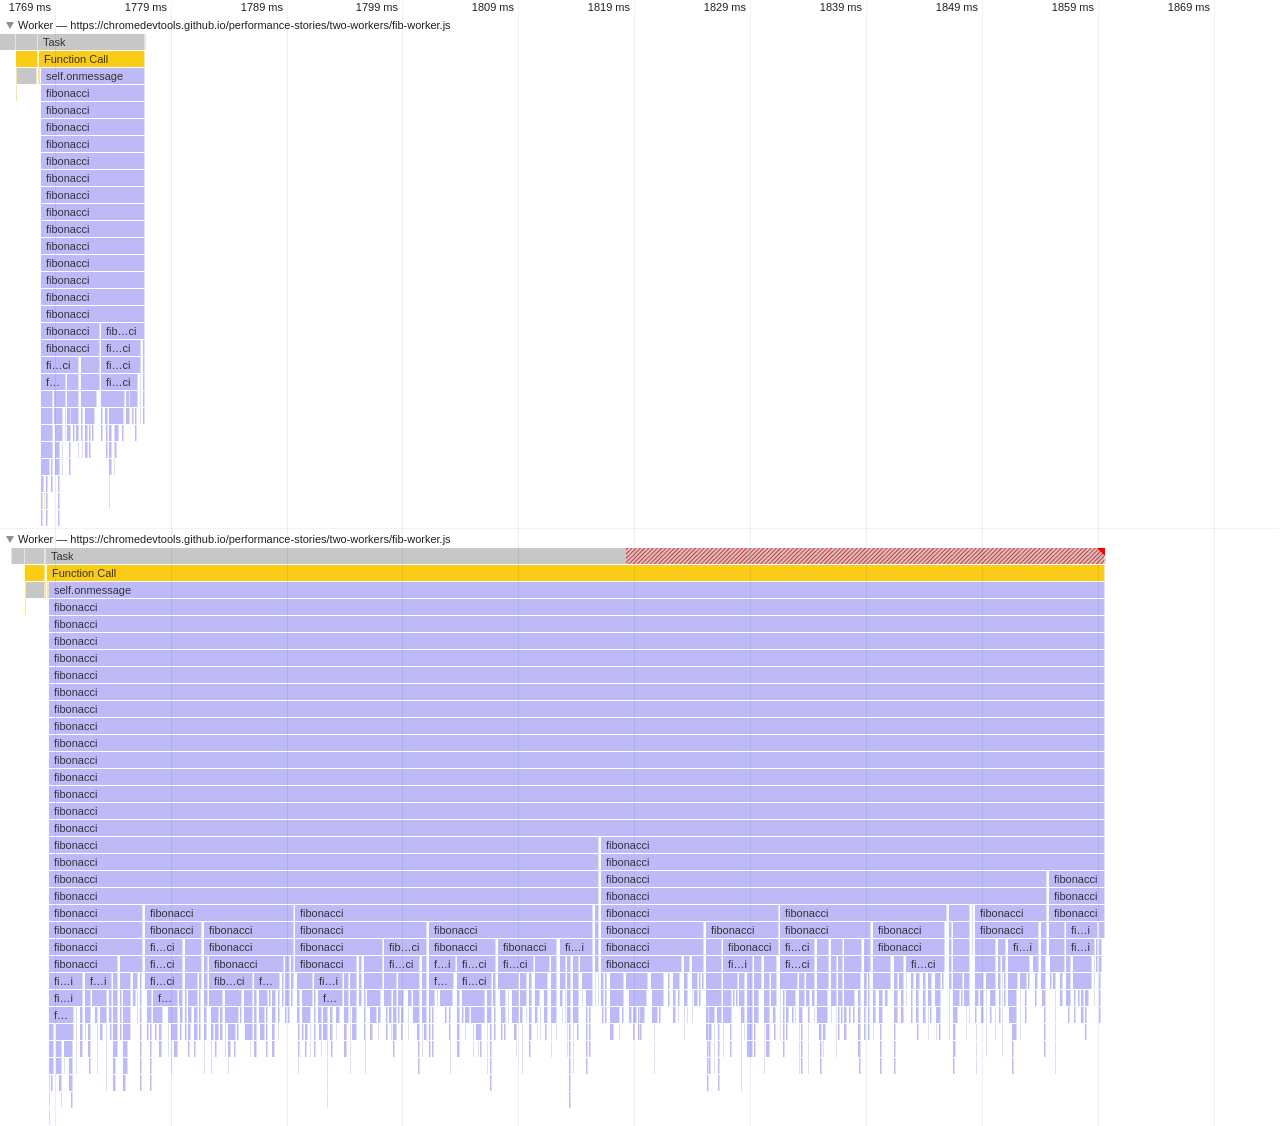 1769 ms 1779 ms 1789 ms 1799 ms 1809 ms 1819 ms 1829 ms 1839 ms 1849 ms 1859 ms 1869 ms
Worker — https://chromedevtools.github.io/performance-stories/two-workers/fib-worker.js
Task
Function Call
self.onmessage
fibonacci
fibonacci
fibonacci
fibonacci
fibonacci
fibonacci
fibonacci
fibonacci
fibonacci
fibonacci
fibonacci
fibonacci
fibonacci
fibonacci
fibonacci fib…ci
fibonacci fi…ci
fi…ci fi…ci
f… fi…ci
Worker — https://chromedevtools.github.io/performance-stories/two-workers/fib-worker.js
Task
Function Call
self.onmessage
fibonacci
fibonacci
fibonacci
fibonacci
fibonacci
fibonacci
fibonacci
fibonacci
fibonacci
fibonacci
fibonacci
fibonacci
fibonacci
fibonacci
fibonacci fibonacci
fibonacci fibonacci
fibonacci fibonacci fibonacci
fibonacci fibonacci fibonacci
fibonacci fibonacci fibonacci fibonacci fibonacci fibonacci fibonacci
fibonacci fibonacci fibonacci fibonacci fibonacci fibonacci fibonacci fibonacci fibonacci fibonacci f…i
fibonacci fi…ci fibonacci fibonacci fib…ci fibonacci fibonacci f…i fibonacci fibonacci fi…ci fibonacci f…i f…i
fibonacci fi…ci fibonacci fibonacci fi…ci f…i fi…ci fi…ci fibonacci f…i fi…ci fi…ci
f…i f…i fi…ci fib…ci f… f…i f… fi…ci
f…i f… f…
f…